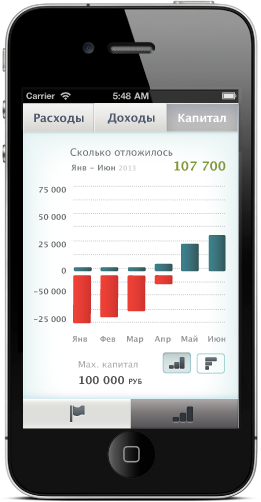 Carrier 5:48 AM
Расходы Доходы Капитал
Сколько отложилось
Янв – Июн 2013 107 700
75 000
50 000
25 000
0
−50 000
−25 000
Янв Фев Мар Апр Май Июн
Мах. капитал
100 000 РУБ